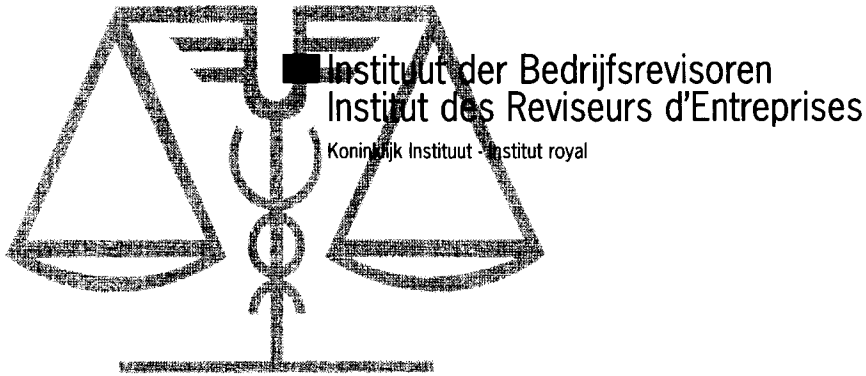 Instituut der Bedrijfsrevisoren
Institut des Reviseurs d'Entreprises
Koninklijk Instituut - Institut royal